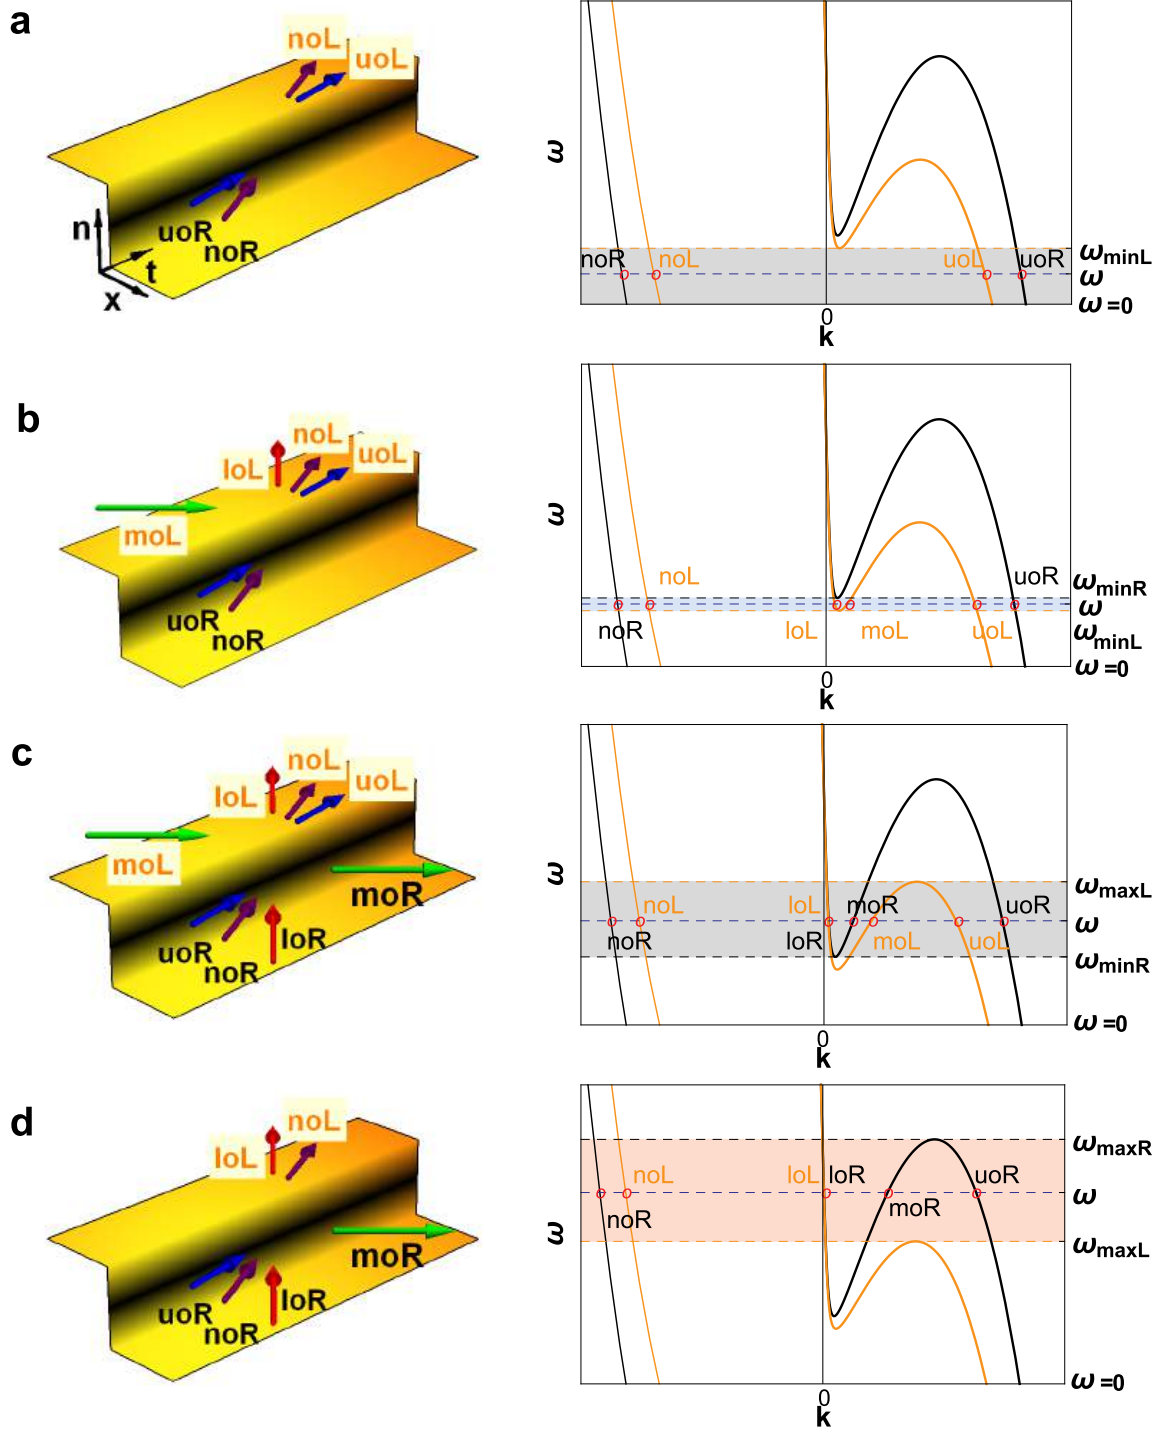 a
noL
uoL
n
t
x
uoR
noR
ω
noR
noL
uoL
uoR
ωminL
ω
ω=0
0
k
b
noL
loL
uoL
moL
uoR
noR
ω
noL
uoR
noR
loL
moL
uoL
ωminR
ω
ωminL
ω=0
0
k
c
noL
loL
uoL
moL
moR
uoR
noR
loR
ω
noL
loL
moR
uoR
noR
loR
moL
uoL
ωmaxL
ω
ωminR
ω=0
0
k
d
noL
loL
moR
uoR
noR
loR
ω
noL
loL
loR
uoR
noR
moR
ωmaxR
ω
ωmaxL
ω=0
0
k